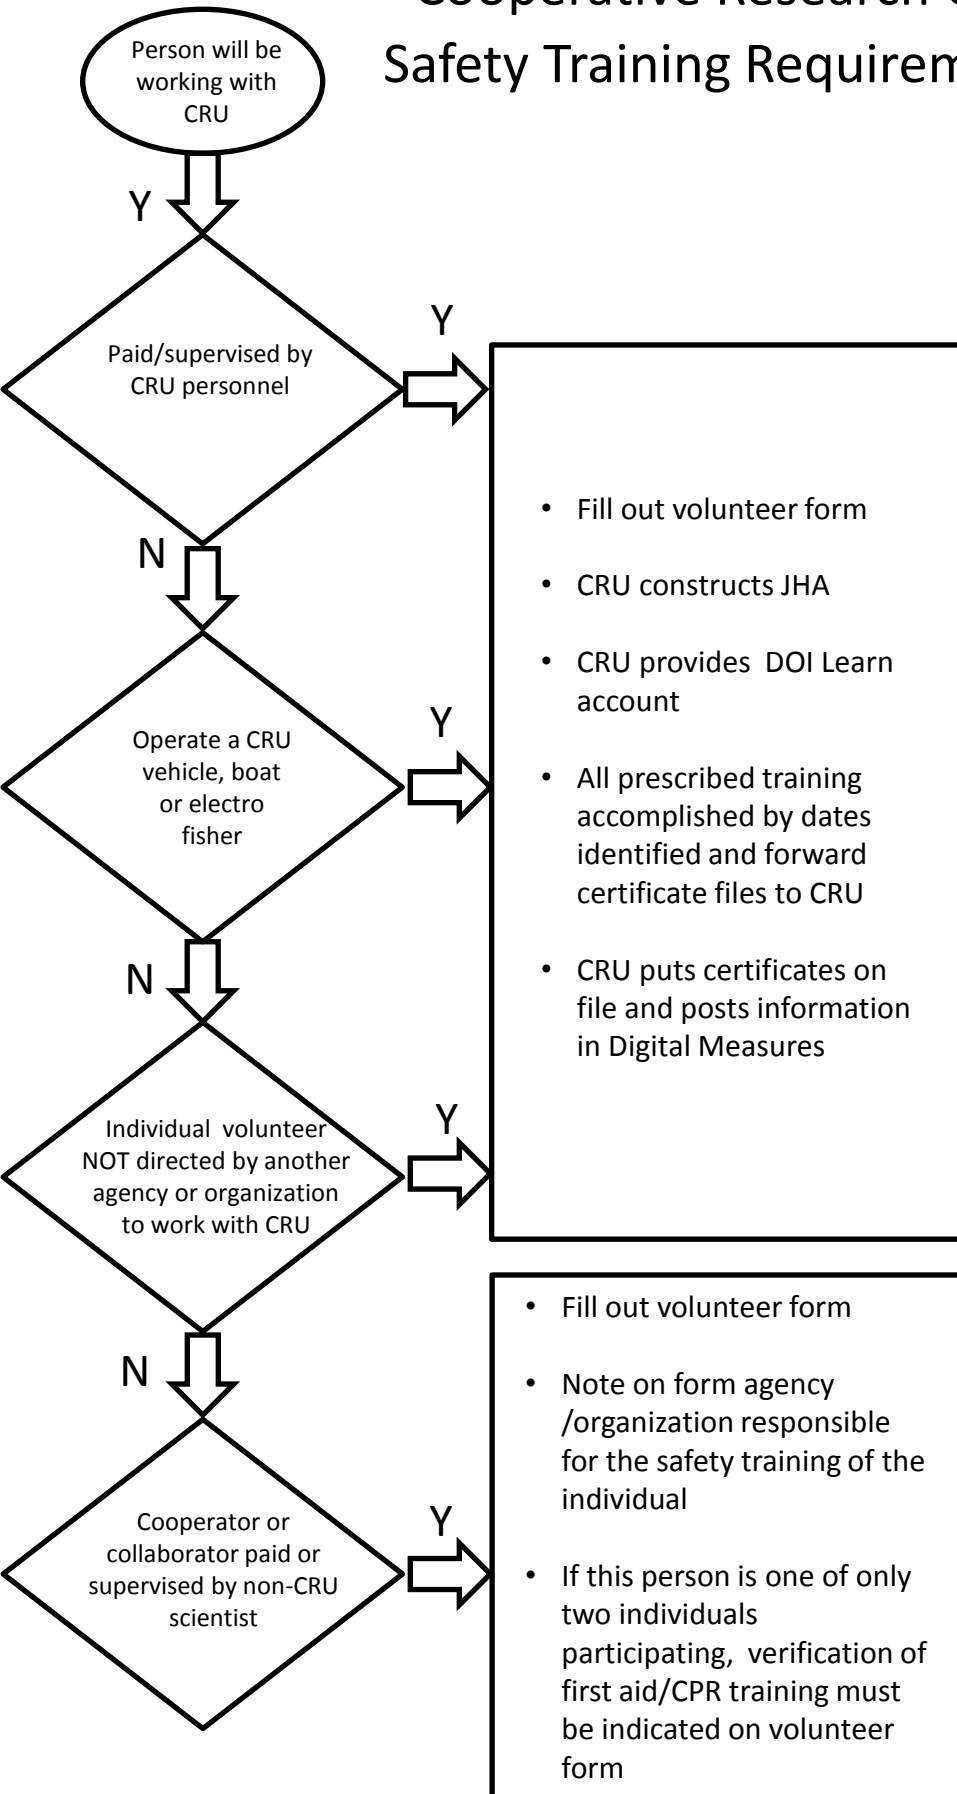 Cooperative Research
Safety Training
Person will be
working with
CRU
Y
Paid/supervised by
CRU personnel
Y
N
Operate a CRU
vehicle, boat
or electro
fisher
Y
N
Individual volunteer
NOT directed by another
agency or organization
to work with CRU
Y
N
Cooperator or
collaborator paid or
supervised by non-CRU
scientist
Y
• Fill out volunteer form
• CRU constructs JHA
• CRU provides DOI Learn
account
• All prescribed training
accomplished by dates
identified and forward
certificate files to CRU
• CRU puts certificates on
file and posts information
in Digital Measures
• Fill out volunteer form
• Note on form agency
/organization responsible
for the safety training of the
individual
• If this person is one of only
two individuals
participating, verification of
first aid/CPR training must
be indicated on volunteer
form